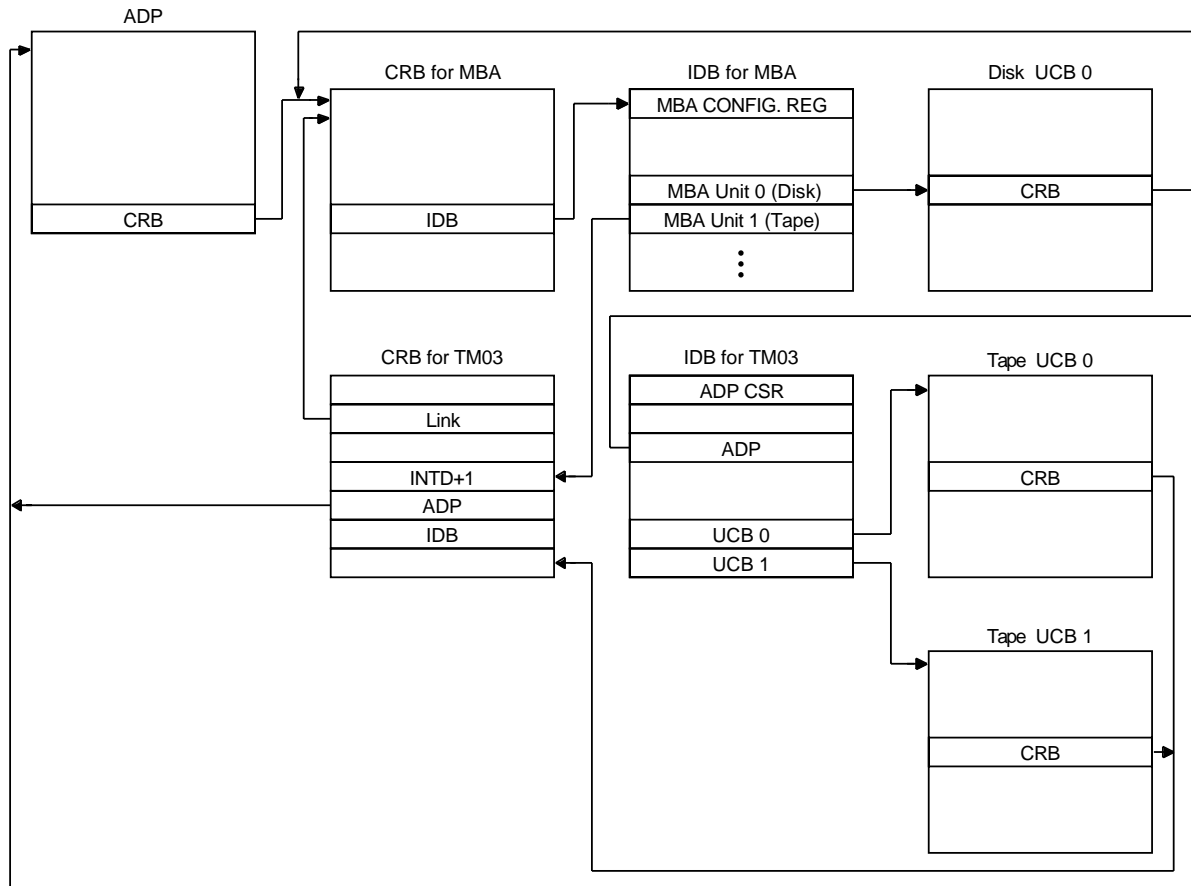 ADP
CRB
CRB for MBA
IDB
IDB for MBA
MBA CONFIG. REG
MBA Unit 0 (Disk)
MBA Unit 1 (Tape)
Disk UCB 0
CRB
CRB for TM03
Link
INTD+1
ADP
IDB
IDB for TM03
ADP CSR
ADP
UCB 0
UCB 1
Tape UCB 0
CRB
Tape UCB 1
CRB